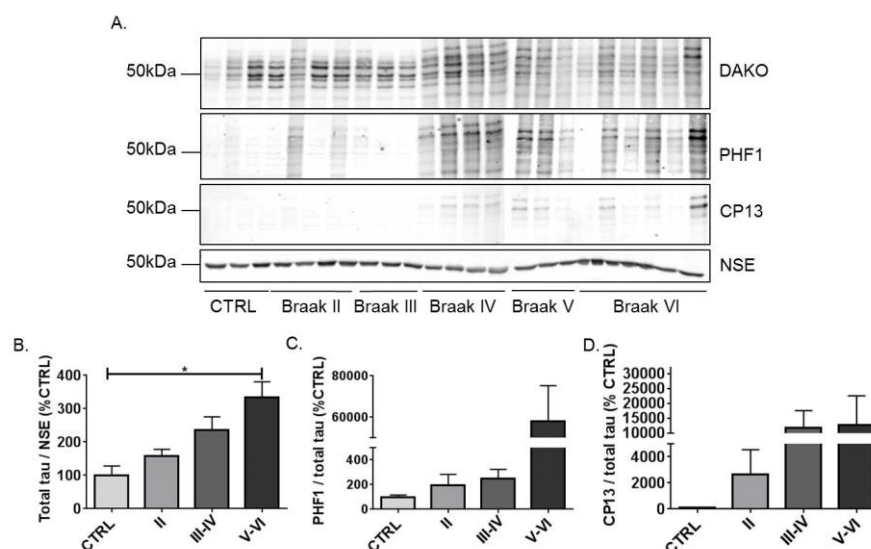 A.
50kDa
DAKO
50kDa
PHF1
50kDa
CP13
50kDa
NSE
CTRL Braak II Braak III Braak IV Braak V Braak VI
B.
Total tau / NSE (%CTRL)
400
300
200
100
0
*
CTRL II III-IV V-VI
C.
PHF1 / total tau (%CTRL)
80000
60000
400
200
0
CTRL II III-IV V-VI
D.
CP13 / total tau (% CTRL)
30000
25000
20000
15000
10000
4000
2000
0
CTRL II III-IV V-VI